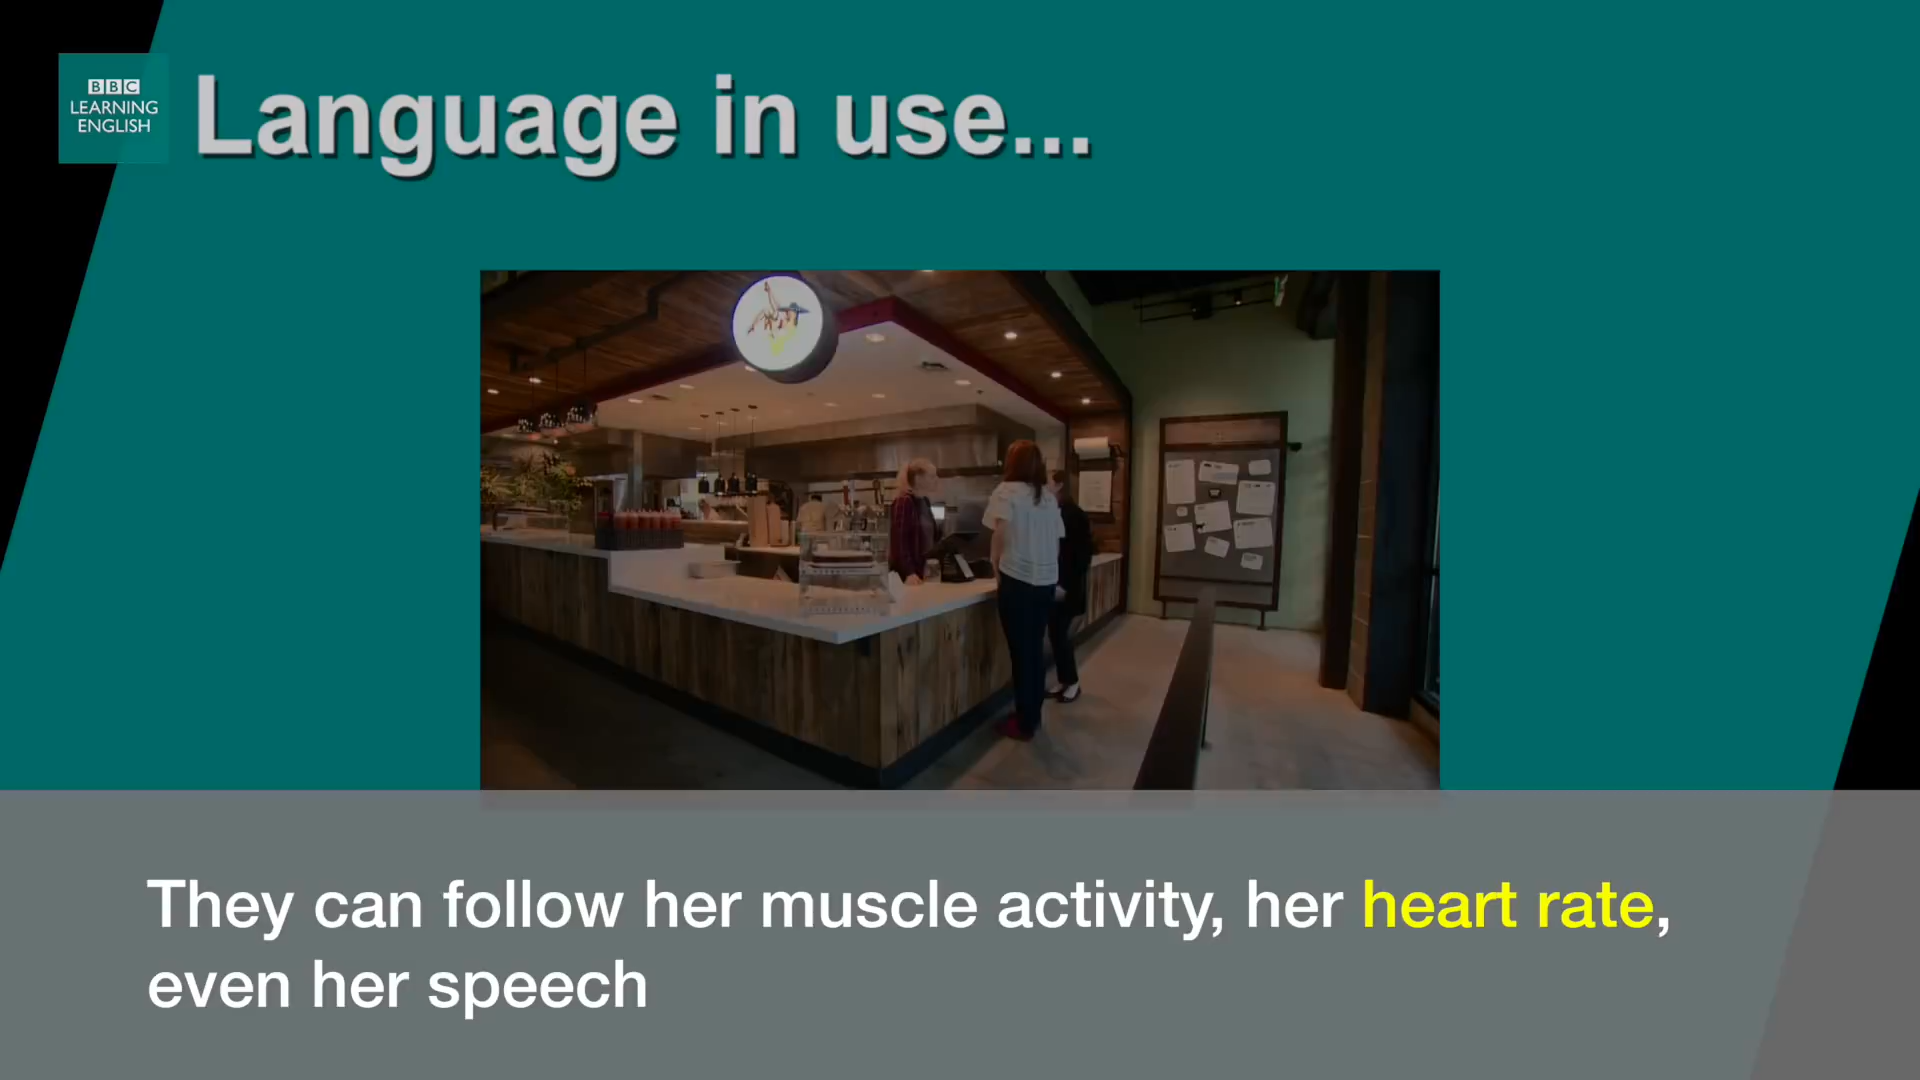 BBC
LEARNING
ENGLISH
Language in use...
They can follow her muscle activity, her heart rate,
even her speech